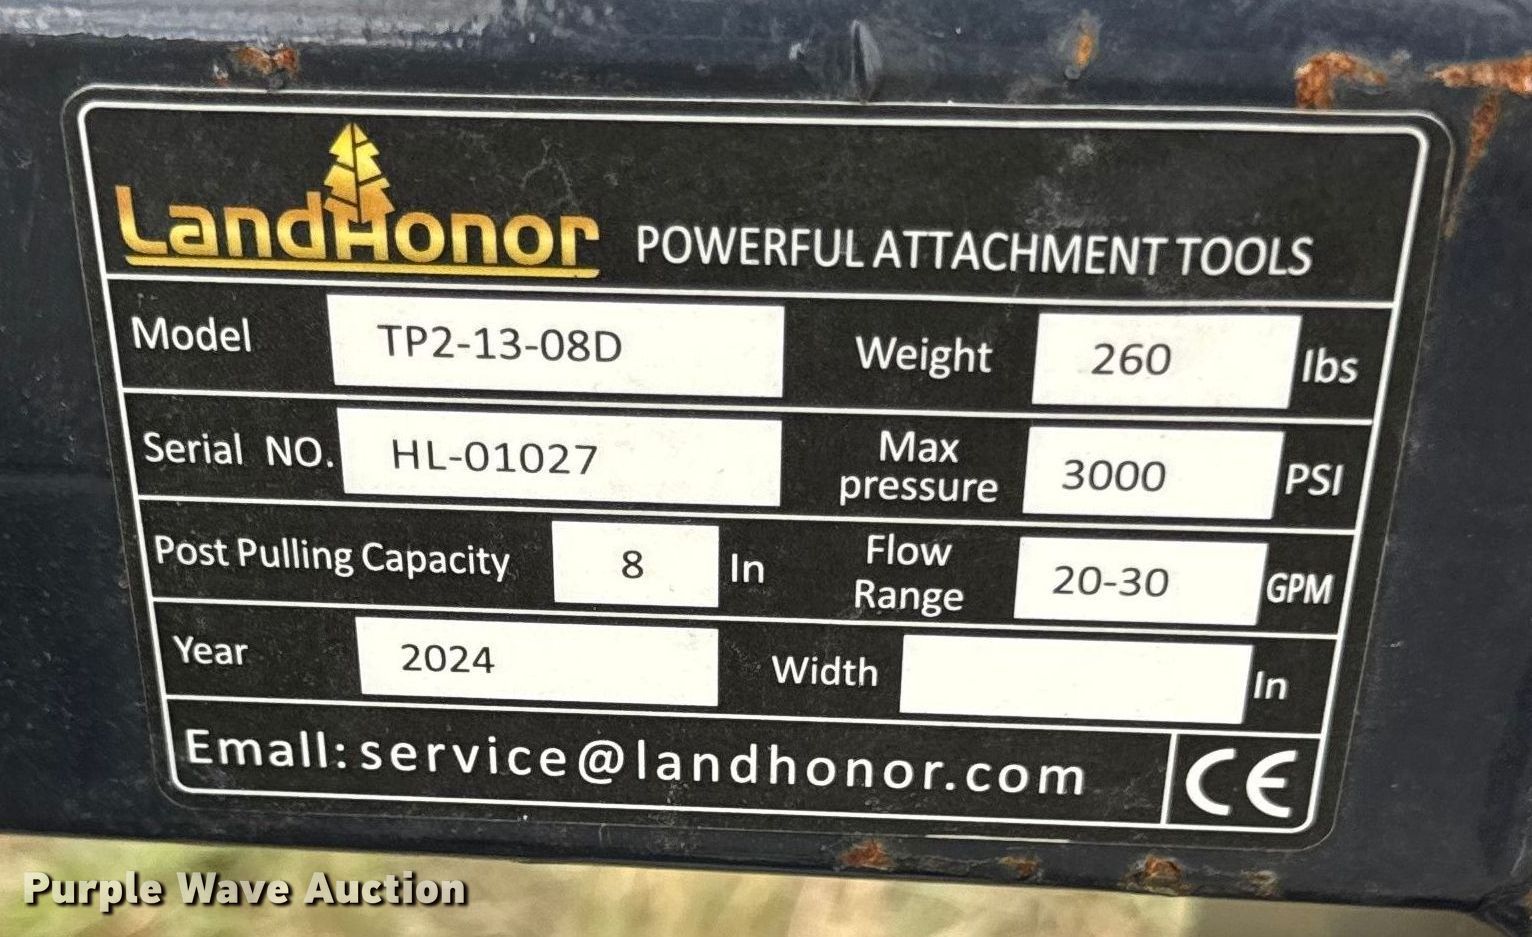 LandHonor POWERFUL ATTACHMENT TOOLS
Model TP2-13-08D Weight 260 lbs
Serial NO. HL-01027 Max pressure 3000 PSI
Post Pulling Capacity 8 In Flow Range 20-30 GPM
Year 2024 Width In
Emall: service@landhonor.com CE
Purple Wave Auction